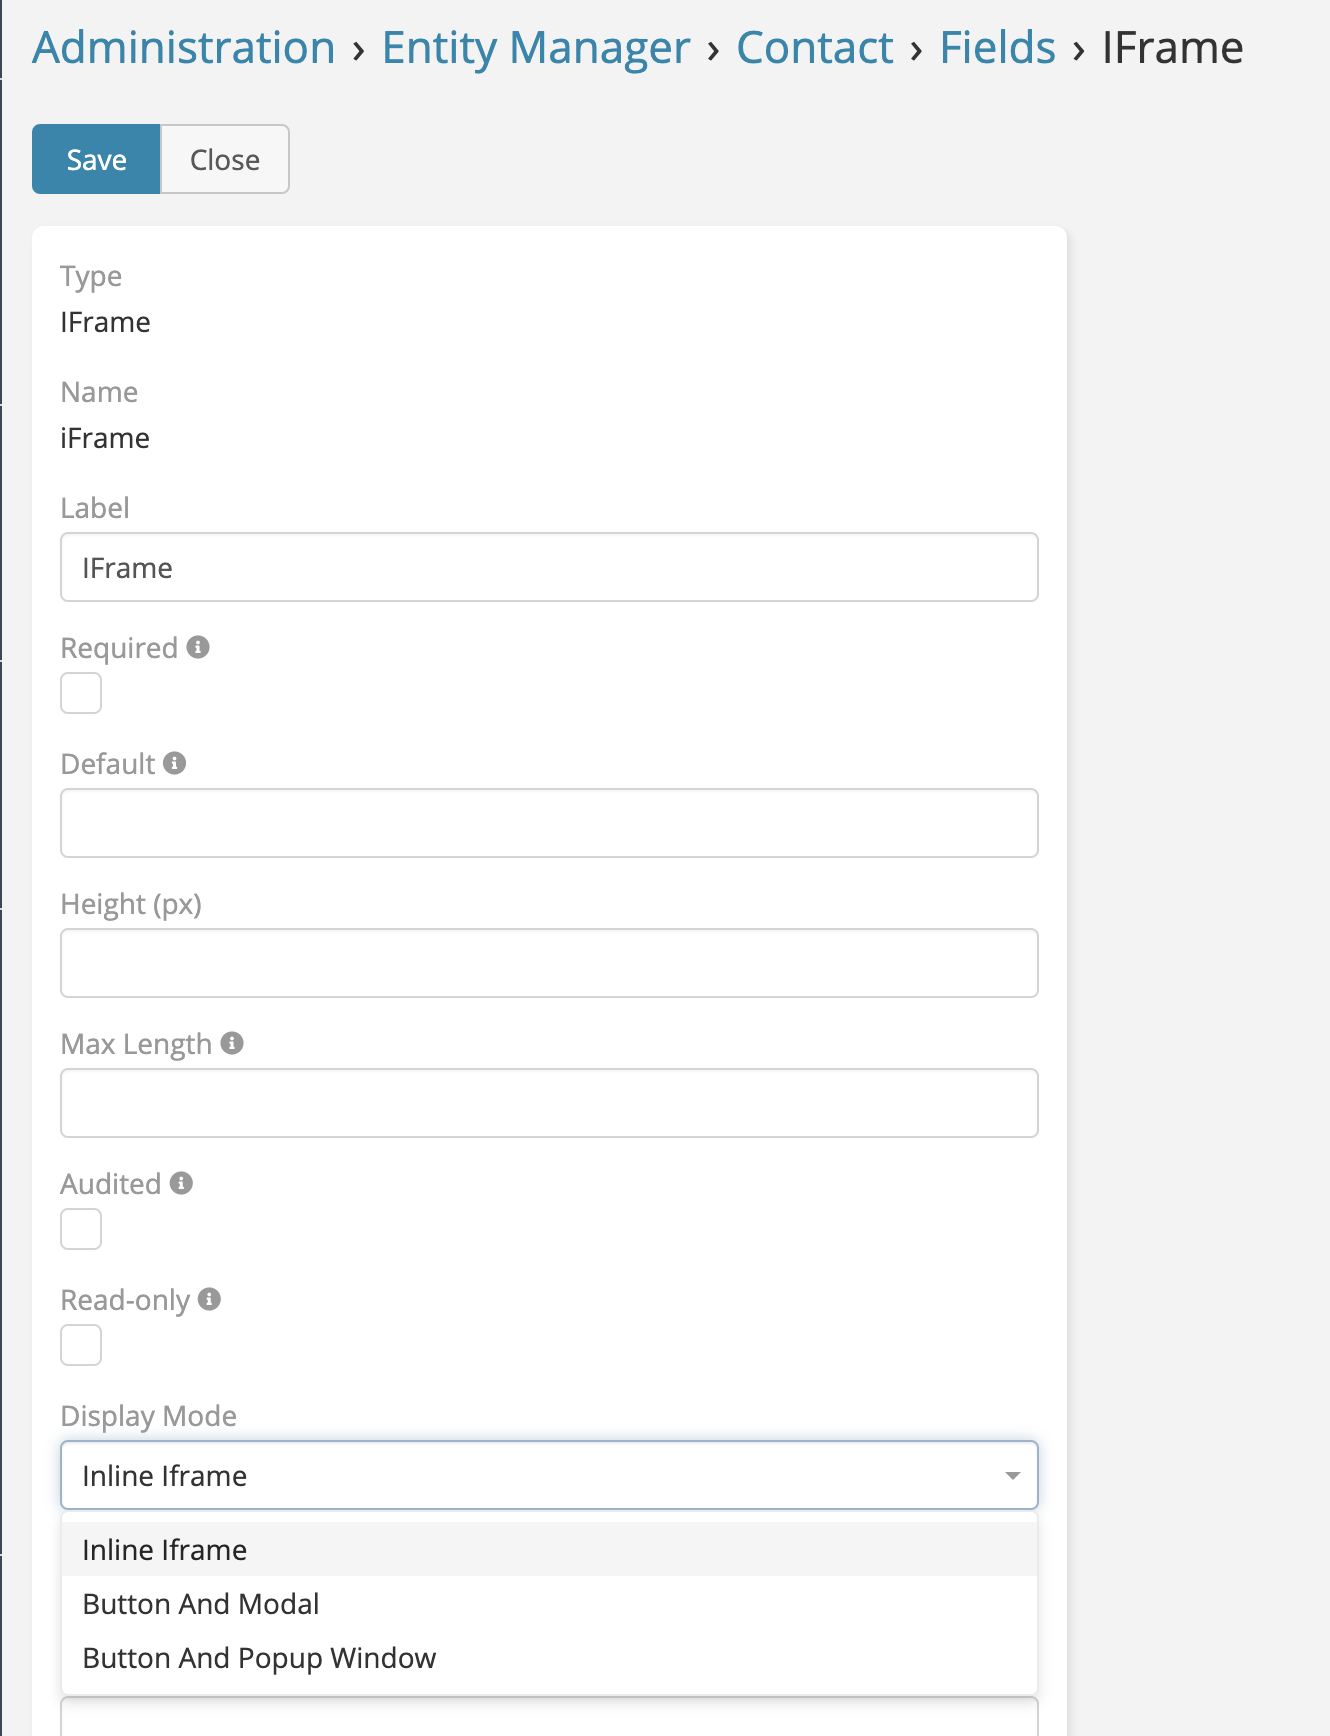 Administration › Entity Manager › Contact › Fields › IFrame
Save Close
Type
IFrame
Name
iFrame
Label
IFrame
Required
Default
Height (px)
Max Length
Audited
Read-only
Display Mode
Inline Iframe
Inline Iframe
Button And Modal
Button And Popup Window